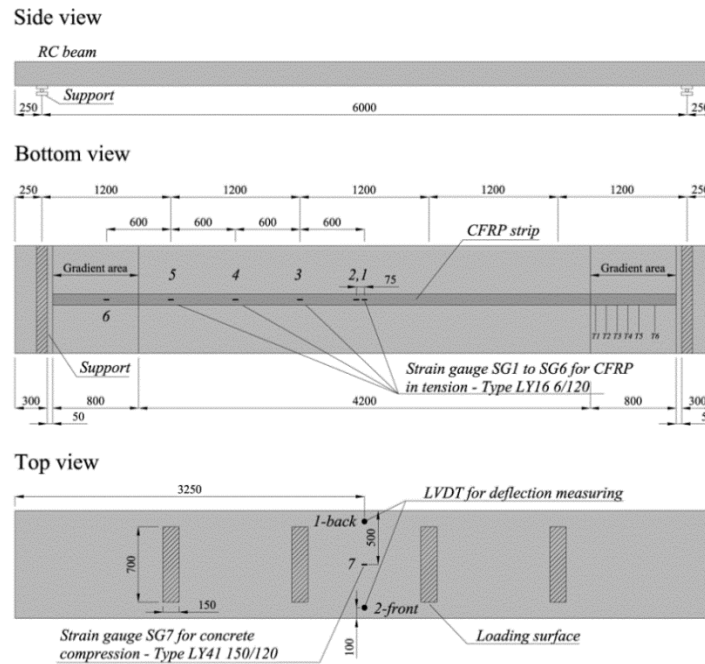 Side view
RC beam
Support
250
6000
250
Bottom view
250
1200
1200
1200
1200
1200
250
600
600
600
600
CFRP strip
Gradient area
5
4
3
2,1
75
Gradient area
6
T1 T2 T3 T4 T5 T6
Support
Strain gauge SG1 to SG6 for CFRP
in tension - Type LY16 6/120
300
800
4200
800
300
50
Top view
3250
LVDT for deflection measuring
1-back
500
700
7
150
2-front
100
Strain gauge SG7 for concrete
compression - Type LY41 150/120
Loading surface